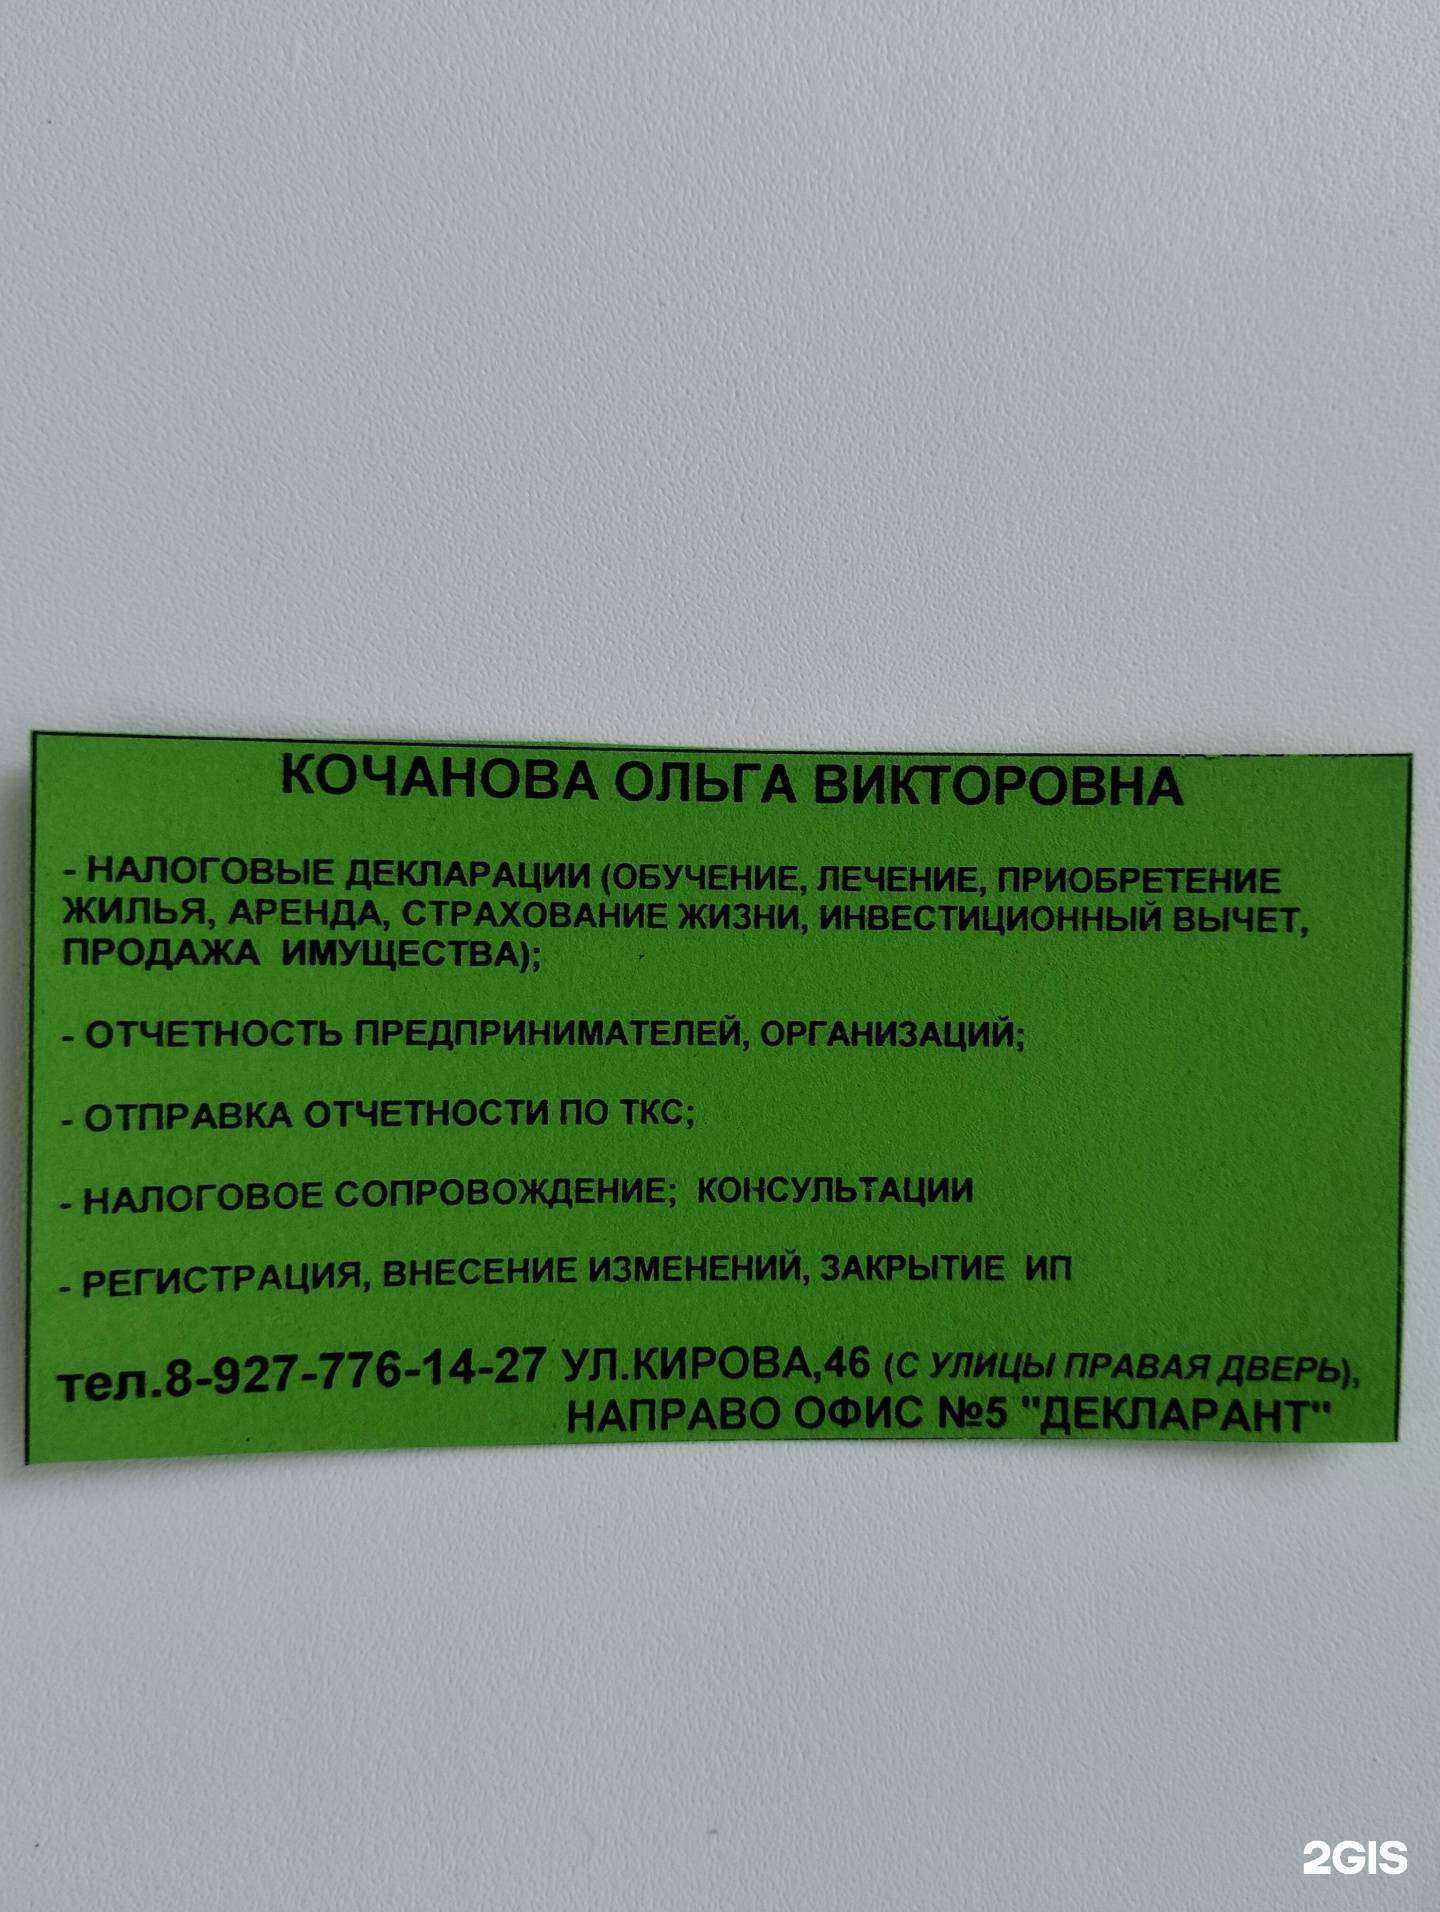 КОЧАНОВА ОЛЬГА ВИКТОРОВНА
- НАЛОГОВЫЕ ДЕКЛАРАЦИИ (ОБУЧЕНИЕ, ЛЕЧЕНИЕ, ПРИОБРЕТЕНИЕ
ЖИЛЬЯ, АРЕНДА, СТРАХОВАНИЕ ЖИЗНИ, ИНВЕСТИЦИОННЫЙ ВЫЧЕТ,
ПРОДАЖА ИМУЩЕСТВА);
- ОТЧЕТНОСТЬ ПРЕДПРИНИМАТЕЛЕЙ, ОРГАНИЗАЦИЙ;
- ОТПРАВКА ОТЧЕТНОСТИ ПО ТКС;
- НАЛОГОВОЕ СОПРОВОЖДЕНИЕ; КОНСУЛЬТАЦИИ
- РЕГИСТРАЦИЯ, ВНЕСЕНИЕ ИЗМЕНЕНИЙ, ЗАКРЫТИЕ ИП
тел.8-927-776-14-27 УЛ.КИРОВА,46 (С УЛИЦЫ ПРАВАЯ ДВЕРЬ),
НАПРАВО ОФИС №5 "ДЕКЛАРАНТ"
2GIS